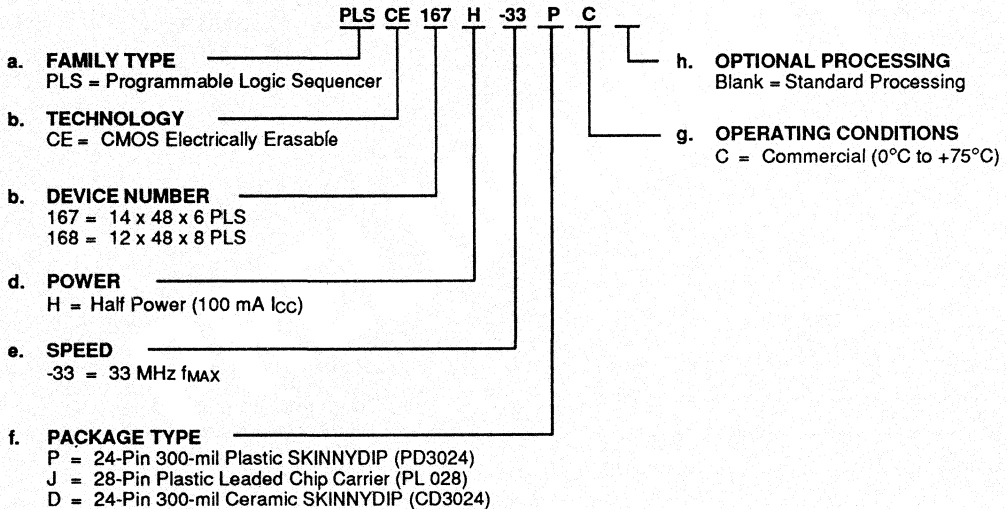 PLS CE 167 H -33 P C
a. FAMILY TYPE
PLS = Programmable Logic Sequencer
b. TECHNOLOGY
CE = CMOS Electrically Erasable
b. DEVICE NUMBER
167 = 14 x 48 x 6 PLS
168 = 12 x 48 x 8 PLS
d. POWER
H = Half Power (100 mA ICC)
e. SPEED
-33 = 33 MHz fMAX
f. PACKAGE TYPE
P = 24-Pin 300-mil Plastic SKINNYDIP (PD3024)
J = 28-Pin Plastic Leaded Chip Carrier (PL 028)
D = 24-Pin 300-mil Ceramic SKINNYDIP (CD3024)
h. OPTIONAL PROCESSING
Blank = Standard Processing
g. OPERATING CONDITIONS
C = Commercial (0°C to +75°C)